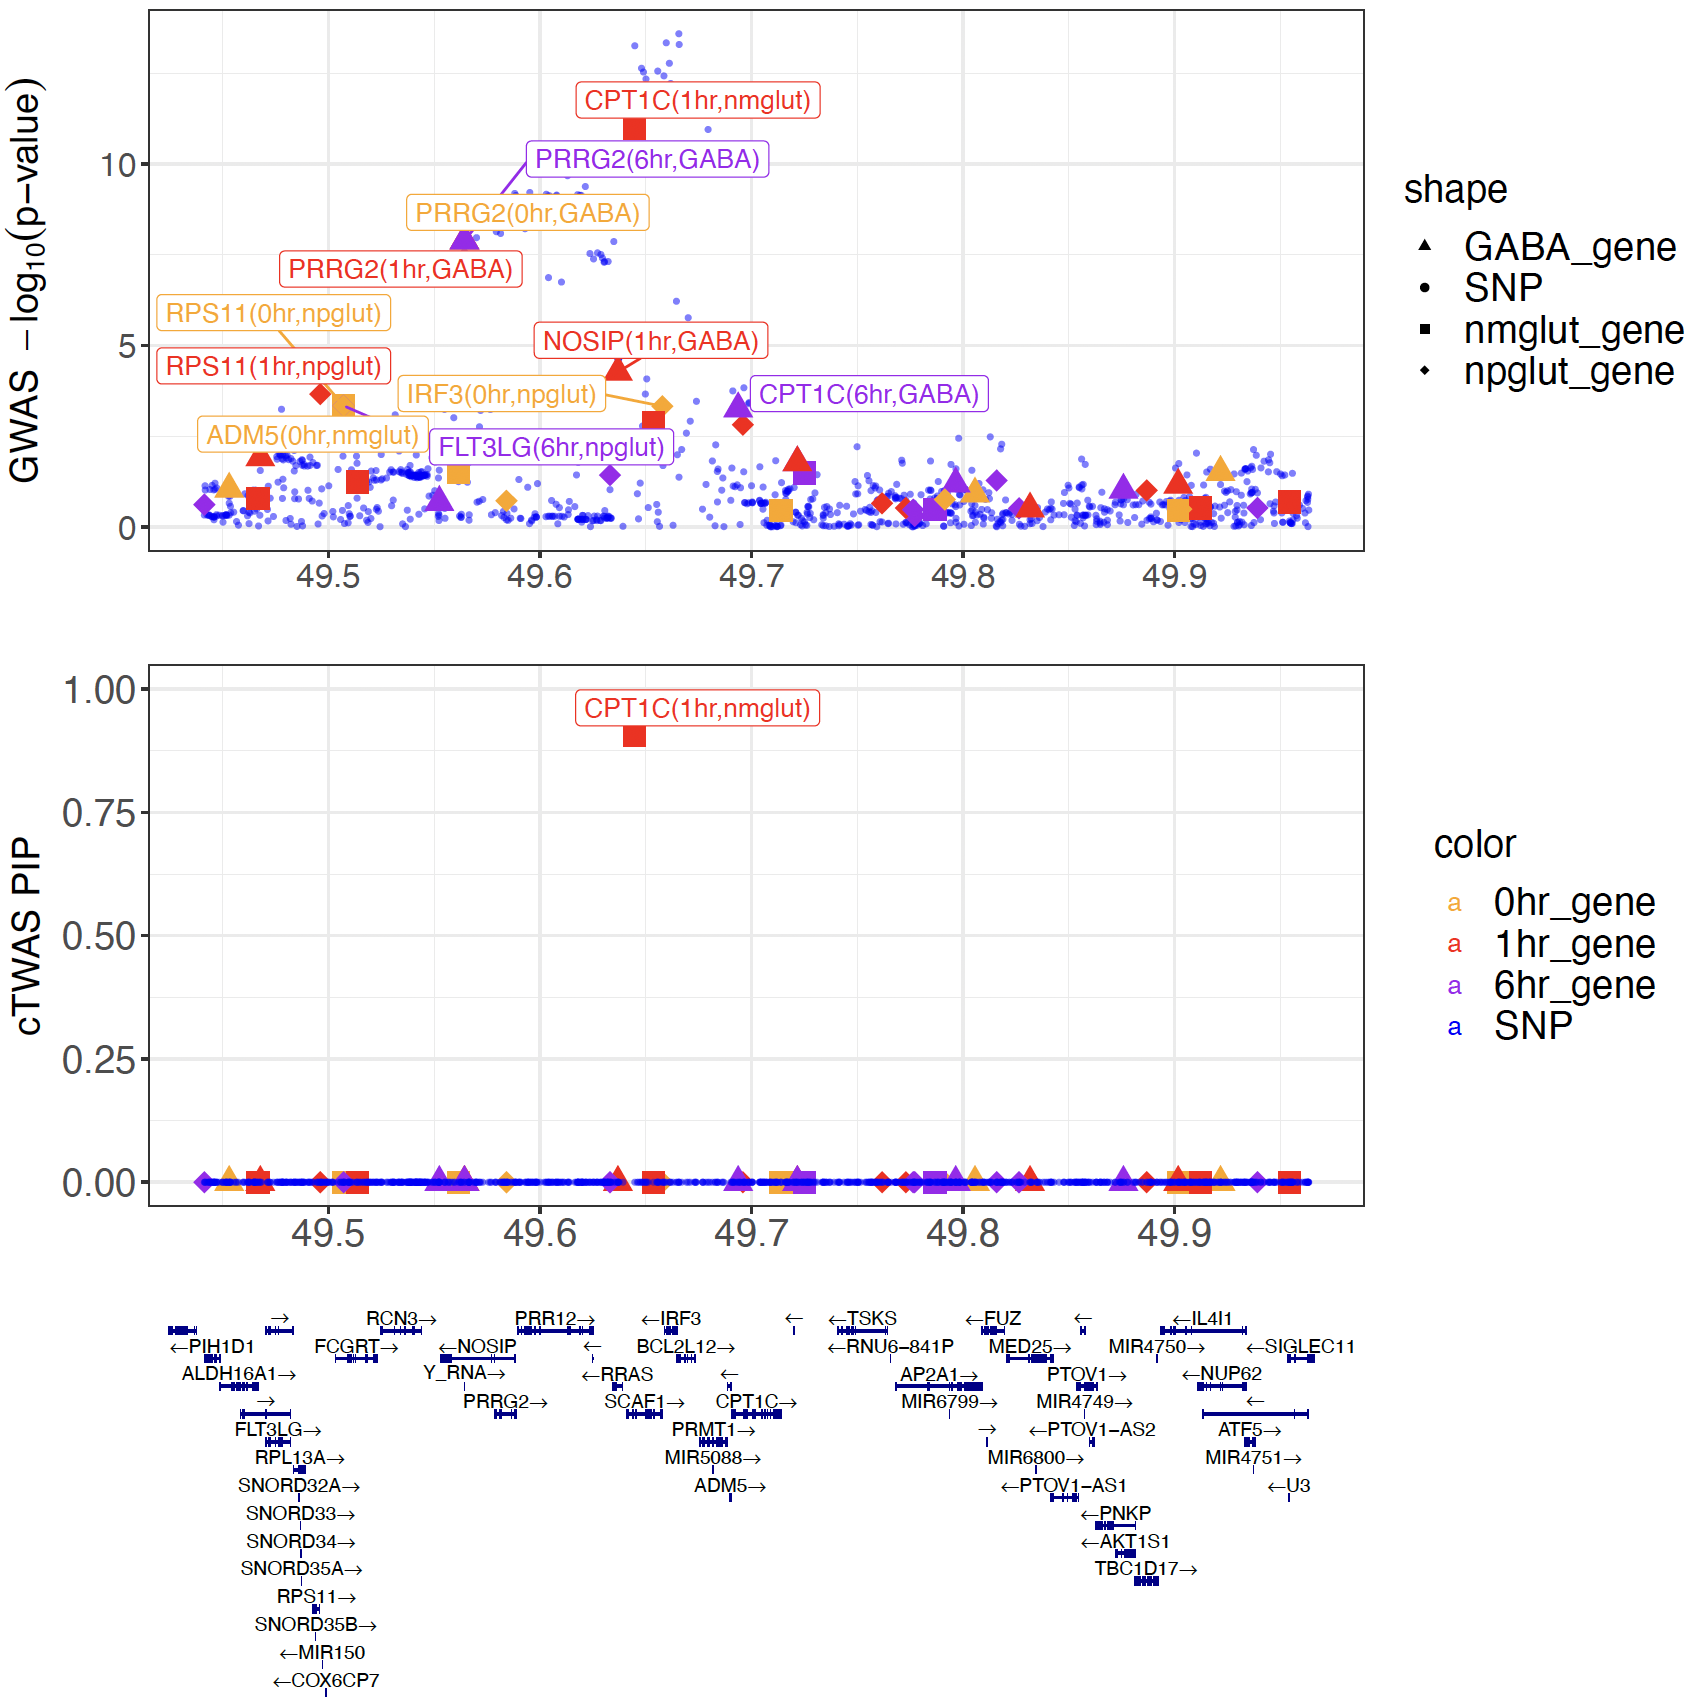 GWAS −log10(p−value)
10
5
0
CPT1C(1hr,nmglut)
PRRG2(6hr,GABA)
PRRG2(0hr,GABA)
PRRG2(1hr,GABA)
RPS11(0hr,npglut)
NOSIP(1hr,GABA)
RPS11(1hr,npglut)
IRF3(0hr,npglut)
CPT1C(6hr,GABA)
ADM5(0hr,nmglut)
FLT3LG(6hr,npglut)
49.5 49.6 49.7 49.8 49.9
shape
GABA_gene
SNP
nmglut_gene
npglut_gene
cTWAS PIP
1.00
0.75
0.50
0.25
0.00
CPT1C(1hr,nmglut)
49.5 49.6 49.7 49.8 49.9
color
a 0hr_gene
a 1hr_gene
a 6hr_gene
a SNP
→ RCN3→ PRR12→ ←IRF3 ← ←TSKS ←FUZ ← ←IL4I1
←PIH1D1 FCGRT→ ←NOSIP ← BCL2L12→ ←RNU6−841P MED25→ MIR4750→ ←SIGLEC11
ALDH16A1→ Y_RNA→ ←RRAS ← AP2A1→ PTOV1→ ←NUP62
→ PRRG2→ SCAF1→ CPT1C→ MIR6799→ MIR4749→ ←
FLT3LG→ PRMT1→ → ←PTOV1−AS2 ATF5→
RPL13A→ MIR5088→ MIR6800→ MIR4751→
SNORD32A→ ADM5→ ←PTOV1−AS1 ←U3
SNORD33→ ←PNKP
SNORD34→ ←AKT1S1
SNORD35A→ TBC1D17→
RPS11→
SNORD35B→
←MIR150
←COX6CP7